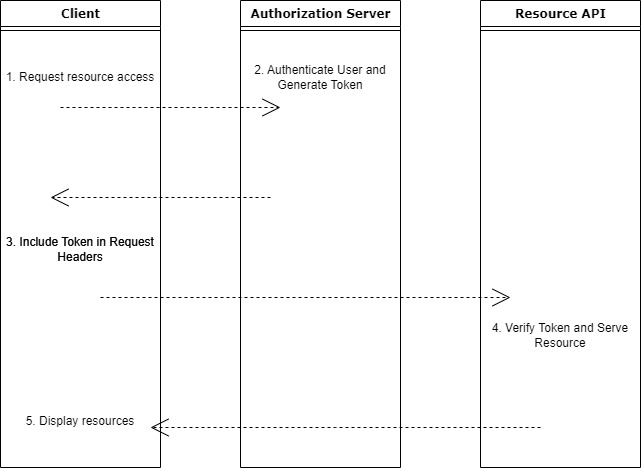 Client
Authorization Server
Resource API
1. Request resource access
2. Authenticate User and
Generate Token
3. Include Token in Request
Headers
4. Verify Token and Serve
Resource
5. Display resources